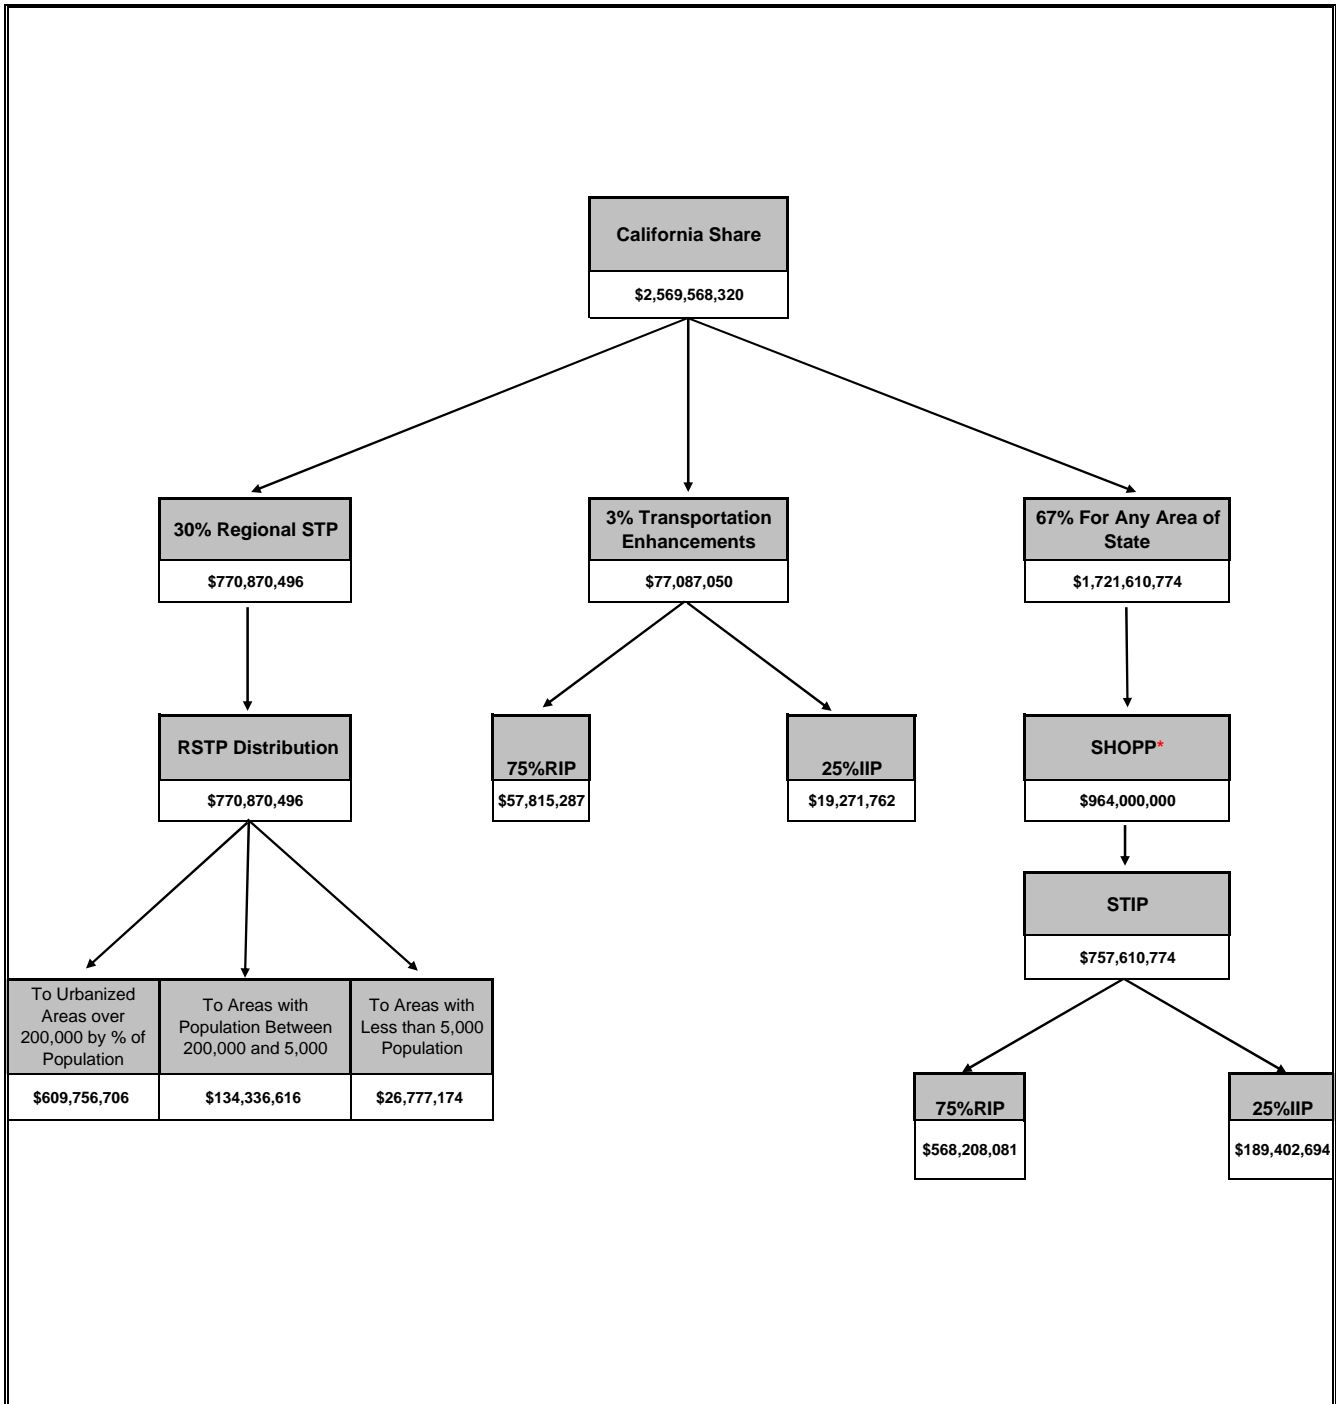 California Share
$2,569,568,320
30% Regional STP
$770,870,496
3% Transportation
Enhancements
$77,087,050
67% For Any Area of
State
$1,721,610,774
RSTP Distribution
$770,870,496
75%RIP
$57,815,287
25%IIP
$19,271,762
SHOPP*
$964,000,000
STIP
$757,610,774
To Urbanized
Areas over
200,000 by % of
Population
$609,756,706
To Areas with
Population Between
200,000 and 5,000
$134,336,616
To Areas with
Less than 5,000
Population
$26,777,174
75%RIP
$568,208,081
25%IIP
$189,402,694